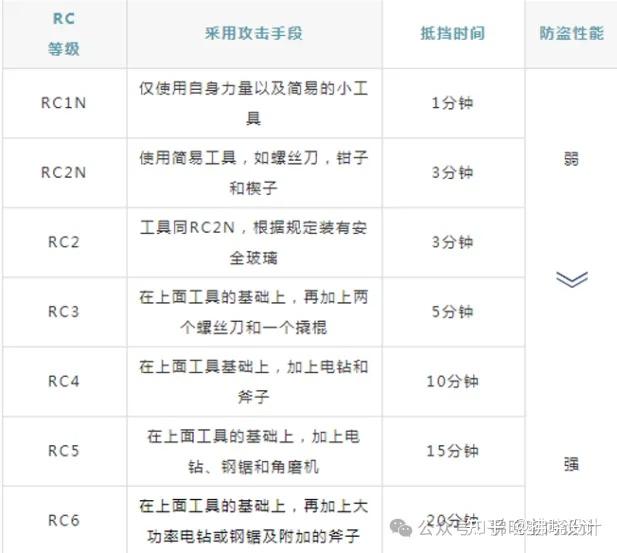 RC
等级
采用攻击手段
抵挡时间
防盗性能
RC1N
仅使用自身力量以及简易的小工
具
1分钟
弱
RC2N
使用简易工具，如螺丝刀，钳子
和楔子
3分钟
RC2
工具同RC2N，根据规定装有安
全玻璃
3分钟
RC3
在上面工具的基础上，再加上两
个螺丝刀和一个撬棍
5分钟
RC4
在上面工具基础上，加上电钻和
斧子
10分钟
RC5
在上面工具的基础上，加上电
钻、钢锯和角磨机
15分钟
强
RC6
在上面工具的基础上，再加上大
功率电钻或钢锯及附加的斧子
20分钟
公众号
知乎
设计